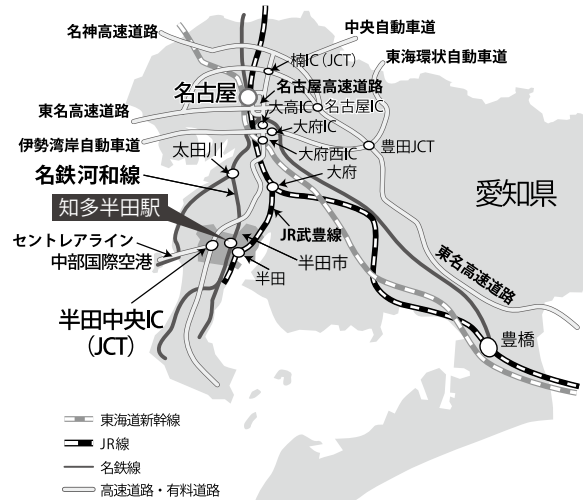 名神高速道路
中央自動車道
楠IC(JCT)
東海環状自動車道
名古屋
名古屋高速道路
大高IC
名古屋IC
東名高速道路
大府IC
伊勢湾岸自動車道
豊田JCT
太田川
大府西IC
大府
名鉄河和線
愛知県
知多半田駅
JR武豊線
セントレアライン
中部国際空港
半田市
半田
東名高速道路
半田中央IC
(JCT)
豊橋
東海道新幹線
JR線
名鉄線
高速道路・有料道路